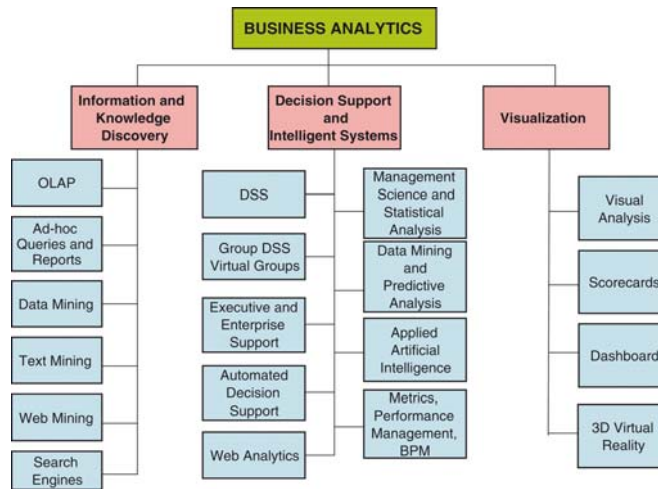 BUSINESS ANALYTICS
Information and
Knowledge
Discovery
Decision Support
and
Intelligent Systems
Visualization
OLAP
Ad-hoc
Queries and
Reports
Data Mining
Text Mining
Web Mining
Search
Engines
DSS
Group DSS
Virtual Groups
Executive and
Enterprise
Support
Automated
Decision
Support
Web Analytics
Management
Science and
Statistical
Analysis
Data Mining
and
Predictive
Analysis
Applied
Artificial
Intelligence
Metrics,
Performance
Management,
BPM
Visual
Analysis
Scorecards
Dashboard
3D Virtual
Reality